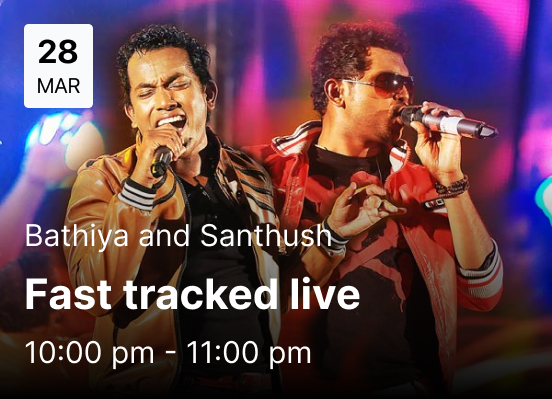 28
MAR
Bathiya and Santhush
Fast tracked live
10:00 pm - 11:00 pm